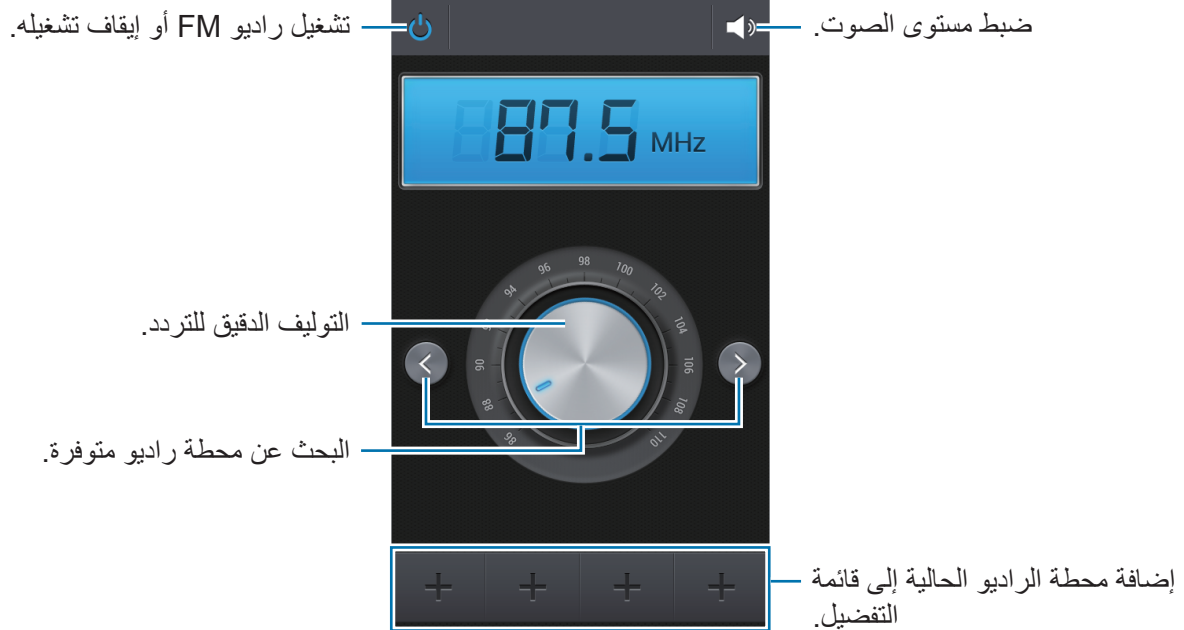 تشغيل راديو FM أو إيقاف تشغيله.
ضبط مستوى الصوت.
87.5 MHz
98
96
100
94
102
104
التوليف الدقيق للتردد.
90
106
88
108
86
110
البحث عن محطة راديو متوفرة.
إضافة محطة الراديو الحالية إلى قائمة
التفضيل.